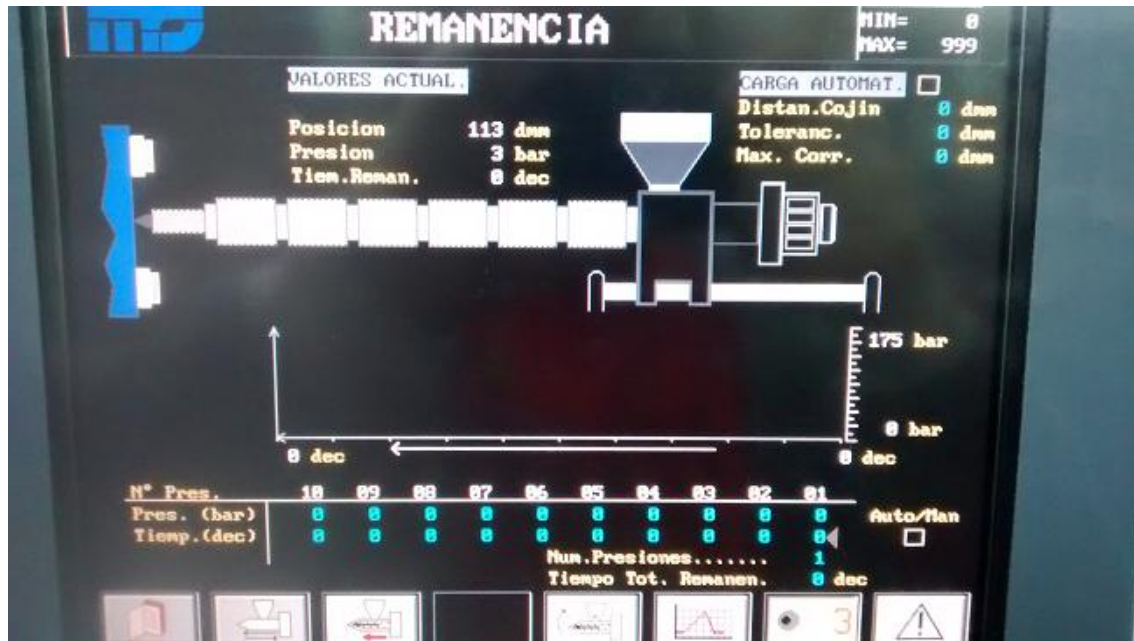 REMANENCIA
MIN= 0
MAX= 999
VALORES ACTUAL.
Posicion 113 dmm
Presion 3 bar
Tiem.Reman. 0 dec
CARGA AUTOMAT.
Distan.Cojin 0 dmm
Toleranc. 0 dmm
Max. Corr. 0 dmm
175 bar
0 bar
0 dec
0 dec
Nº Pres. 10 09 08 07 06 05 04 03 02 01
Pres. (bar) 0 0 0 0 0 0 0 0 0 0
Tiemp.(dec) 0 0 0 0 0 0 0 0 0 0
Auto/Man
Num.Presiones....... 1
Tiempo Tot. Remanen. 0 dec
3